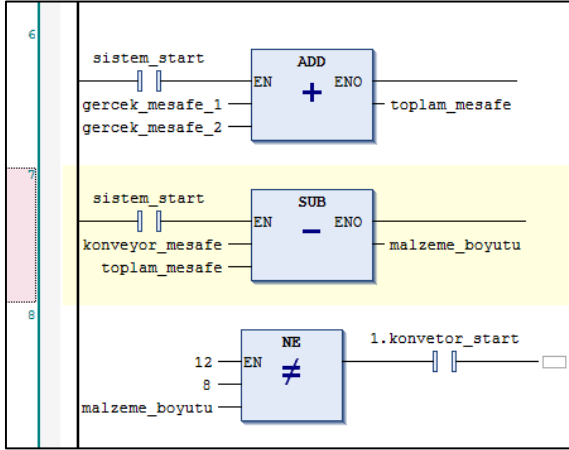 6
sistem_start
ADD
EN ENO
+
gercek_mesafe_1 toplam_mesafe
gercek_mesafe_2
7
sistem_start
SUB
EN ENO
−
konveyor_mesafe malzeme_boyutu
toplam_mesafe
8
NE 1.konvetor_start
12 EN
≠
8
malzeme_boyutu